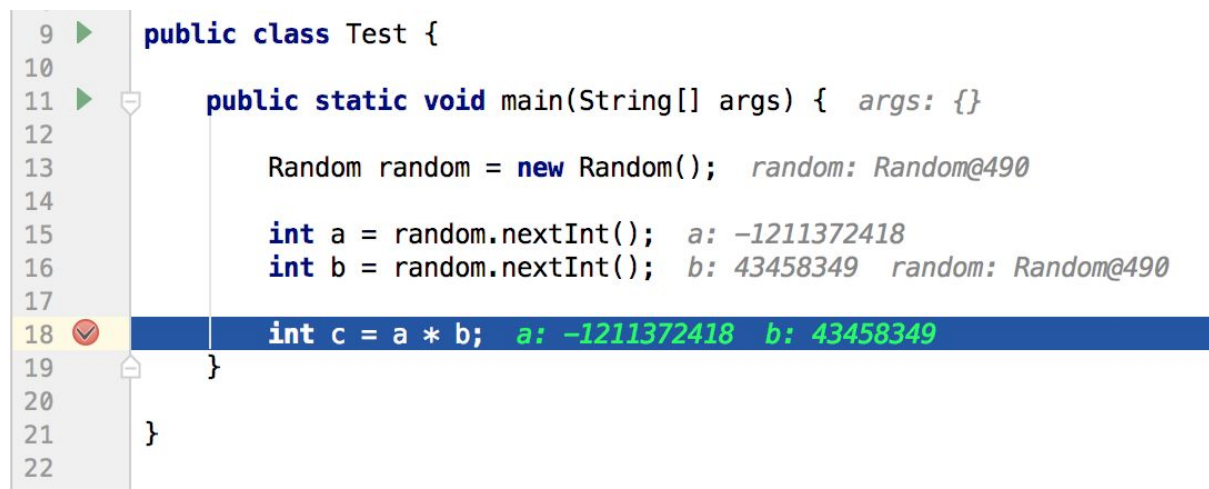 9 public class Test {
10
11 public static void main(String[] args) { args: {}
12
13 Random random = new Random(); random: Random@490
14
15 int a = random.nextInt(); a: −1211372418
16 int b = random.nextInt(); b: 43458349 random: Random@490
17
18 int c = a * b; a: −1211372418 b: 43458349
19 }
20
21 }
22